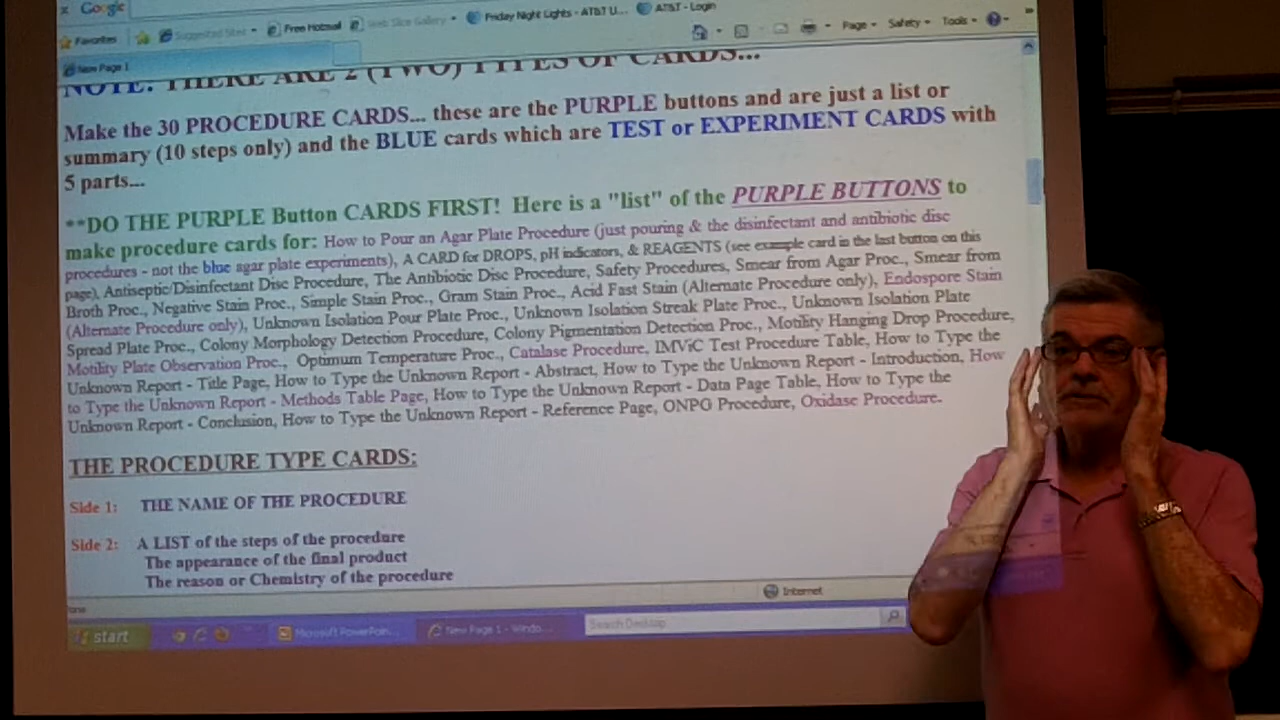 x Google
Favorites Suggested Sites Free Hotmail Web Slice Gallery Friday Night Lights - AT&T U... AT&T - Login
New Page 1 Page Safety Tools
NOTE: THERE ARE 2 (TWO) TYPES OF CARDS...
Make the 30 PROCEDURE CARDS... these are the PURPLE buttons and are just a list or
summary (10 steps only) and the BLUE cards which are TEST or EXPERIMENT CARDS with
5 parts...
**DO THE PURPLE Button CARDS FIRST! Here is a "list" of the PURPLE BUTTONS to
make procedure cards for: How to Pour an Agar Plate Procedure (just pouring & the disinfectant and antibiotic disc
procedures - not the blue agar plate experiments), A CARD for DROPS, pH indicators, & REAGENTS (see example card in the last button on this
page), Antiseptic/Disinfectant Disc Procedure, The Antibiotic Disc Procedure, Safety Procedures, Smear from Agar Proc., Smear from
Broth Proc., Negative Stain Proc., Simple Stain Proc., Gram Stain Proc., Acid Fast Stain (Alternate Procedure only), Endospore Stain
(Alternate Procedure only), Unknown Isolation Pour Plate Proc., Unknown Isolation Streak Plate Proc., Unknown Isolation Plate
Spread Plate Proc., Colony Morphology Detection Procedure, Colony Pigmentation Detection Proc., Motility Hanging Drop Procedure,
Motility Plate Observation Proc., Optimum Temperature Proc., Catalase Procedure, IMViC Test Procedure Table, How to Type the
Unknown Report - Title Page, How to Type the Unknown Report - Abstract, How to Type the Unknown Report - Introduction, How
to Type the Unknown Report - Methods Table Page, How to Type the Unknown Report - Data Page Table, How to Type the
Unknown Report - Conclusion, How to Type the Unknown Report - Reference Page, ONPG Procedure, Oxidase Procedure.
THE PROCEDURE TYPE CARDS:
Side 1: THE NAME OF THE PROCEDURE
Side 2: A LIST of the steps of the procedure
The appearance of the final product
The reason or Chemistry of the procedure
Internet
start Microsoft PowerPoin... New Page 1 - Windo... Search Desktop